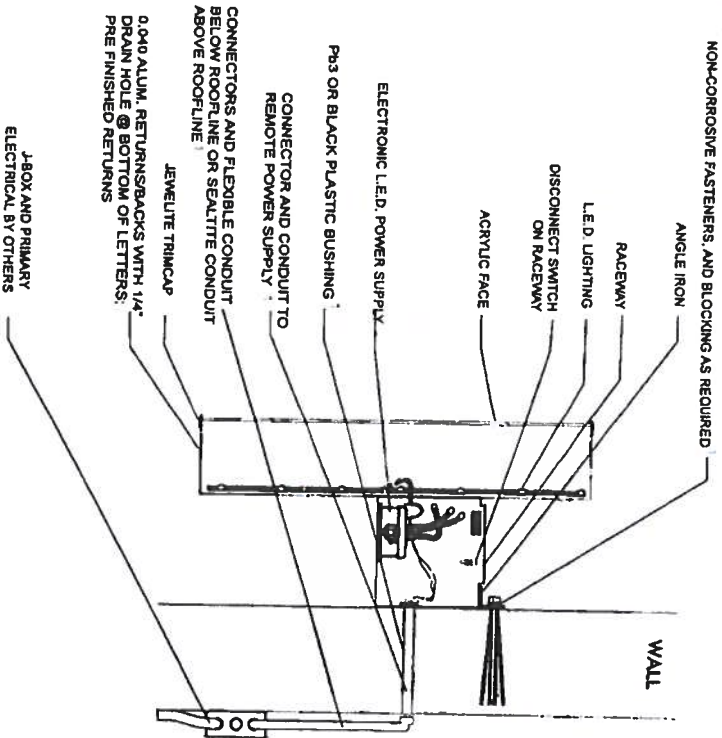 NON-CORROSIVE FASTENERS, AND BLOCKING AS REQUIRED
ANGLE IRON
RACEWAY
L.E.D. LIGHTING
DISCONNECT SWITCH
ON RACEWAY
ACRYLIC FACE
ELECTRONIC L.E.D. POWER SUPPLY
Pb3 OR BLACK PLASTIC BUSHING
CONNECTOR AND CONDUIT TO
REMOTE POWER SUPPLY
CONNECTORS AND FLEXIBLE CONDUIT
BELOW ROOFLINE OR SEALTITE CONDUIT
ABOVE ROOFLINE
JEWELITE TRIMCAP
0.040 ALUM. RETURNS/BACKS WITH 1/4"
DRAIN HOLE @ BOTTOM OF LETTERS:
PRE FINISHED RETURNS
J-BOX AND PRIMARY
ELECTRICAL BY OTHERS
WALL